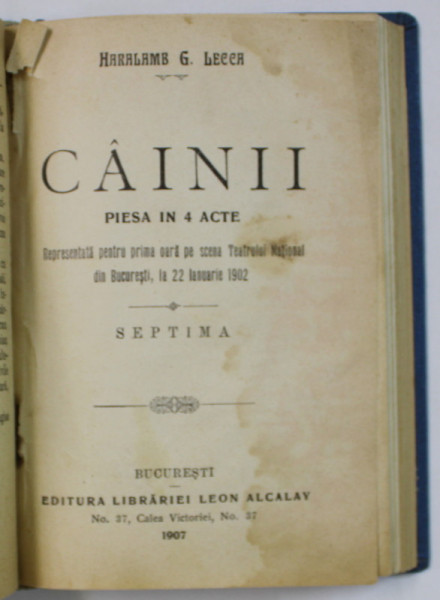 HARALAMB G. LECCA
CÂINII
PIESA IN 4 ACTE
Representată pentru prima oară pe scena Teatrului Național
din București, la 22 Ianuarie 1902
SEPTIMA
BUCUREȘTI
EDITURA LIBRĂRIEI LEON ALCALAY
No. 37, Calea Victoriei, No. 37
1907